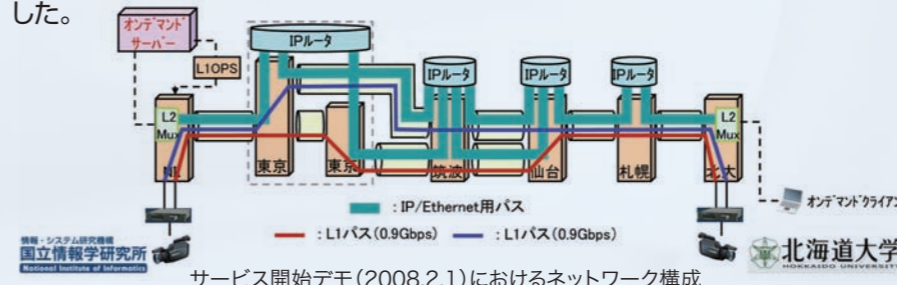 した。
オンデマンド
サーバー
L1OPS
IPルータ
IPルータ
IPルータ
IPルータ
L2
Mux
L2
Mux
NII
東京
東京
筑波
仙台
札幌
北大
オンデマンドクライアン
: IP/Ethernet用パス
: L1パス(0.9Gbps)
: L1パス(0.9Gbps)
情報・システム研究機構
国立情報学研究所
National Institute of Informatics
北海道大学
HOKKAIDO UNIVERSITY
サービス開始デモ(2008.2.1)におけるネットワーク構成